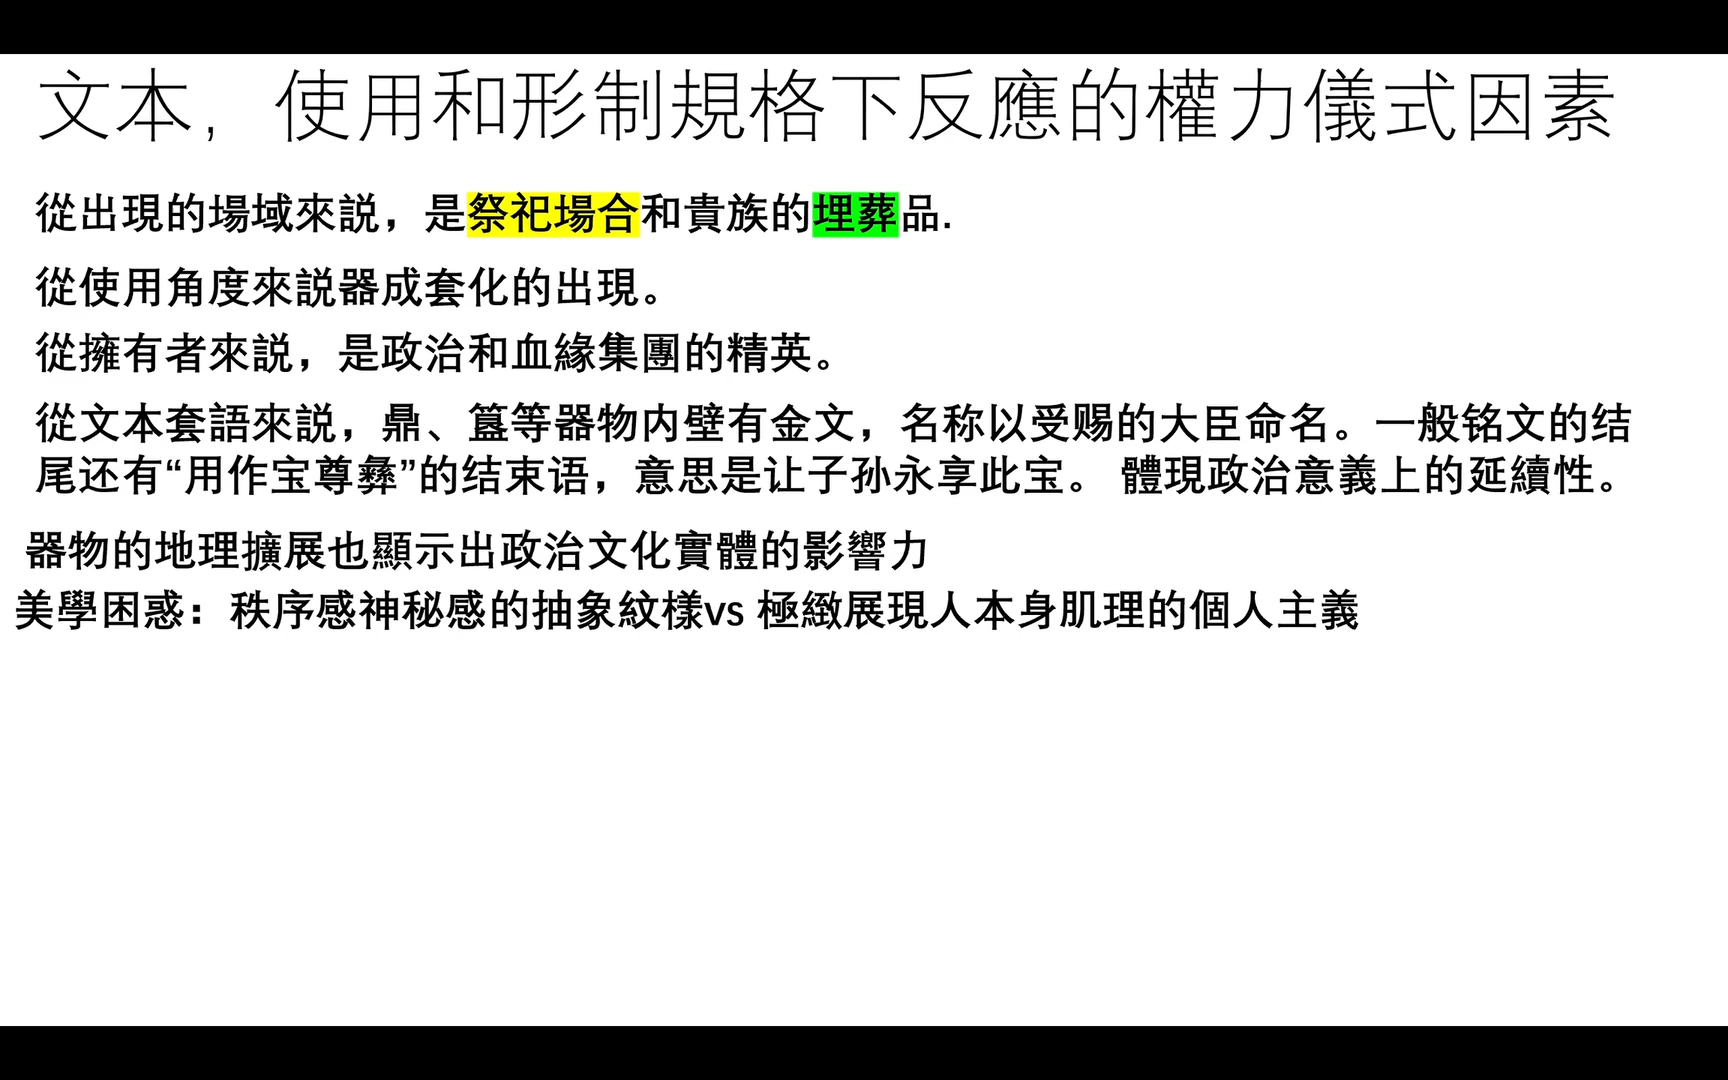 文本，使用和形制規格下反應的權力儀式因素
從出現的場域來説，是祭祀場合和貴族的埋葬品.
從使用角度來説器成套化的出現。
從擁有者來説，是政治和血緣集團的精英。
從文本套語來説，鼎、簋等器物内壁有金文，名称以受赐的大臣命名。一般铭文的结
尾还有“用作宝尊彝”的结束语，意思是让子孙永享此宝。 體現政治意義上的延續性。
器物的地理擴展也顯示出政治文化實體的影響力
美學困惑：秩序感神秘感的抽象紋樣vs 極緻展現人本身肌理的個人主義